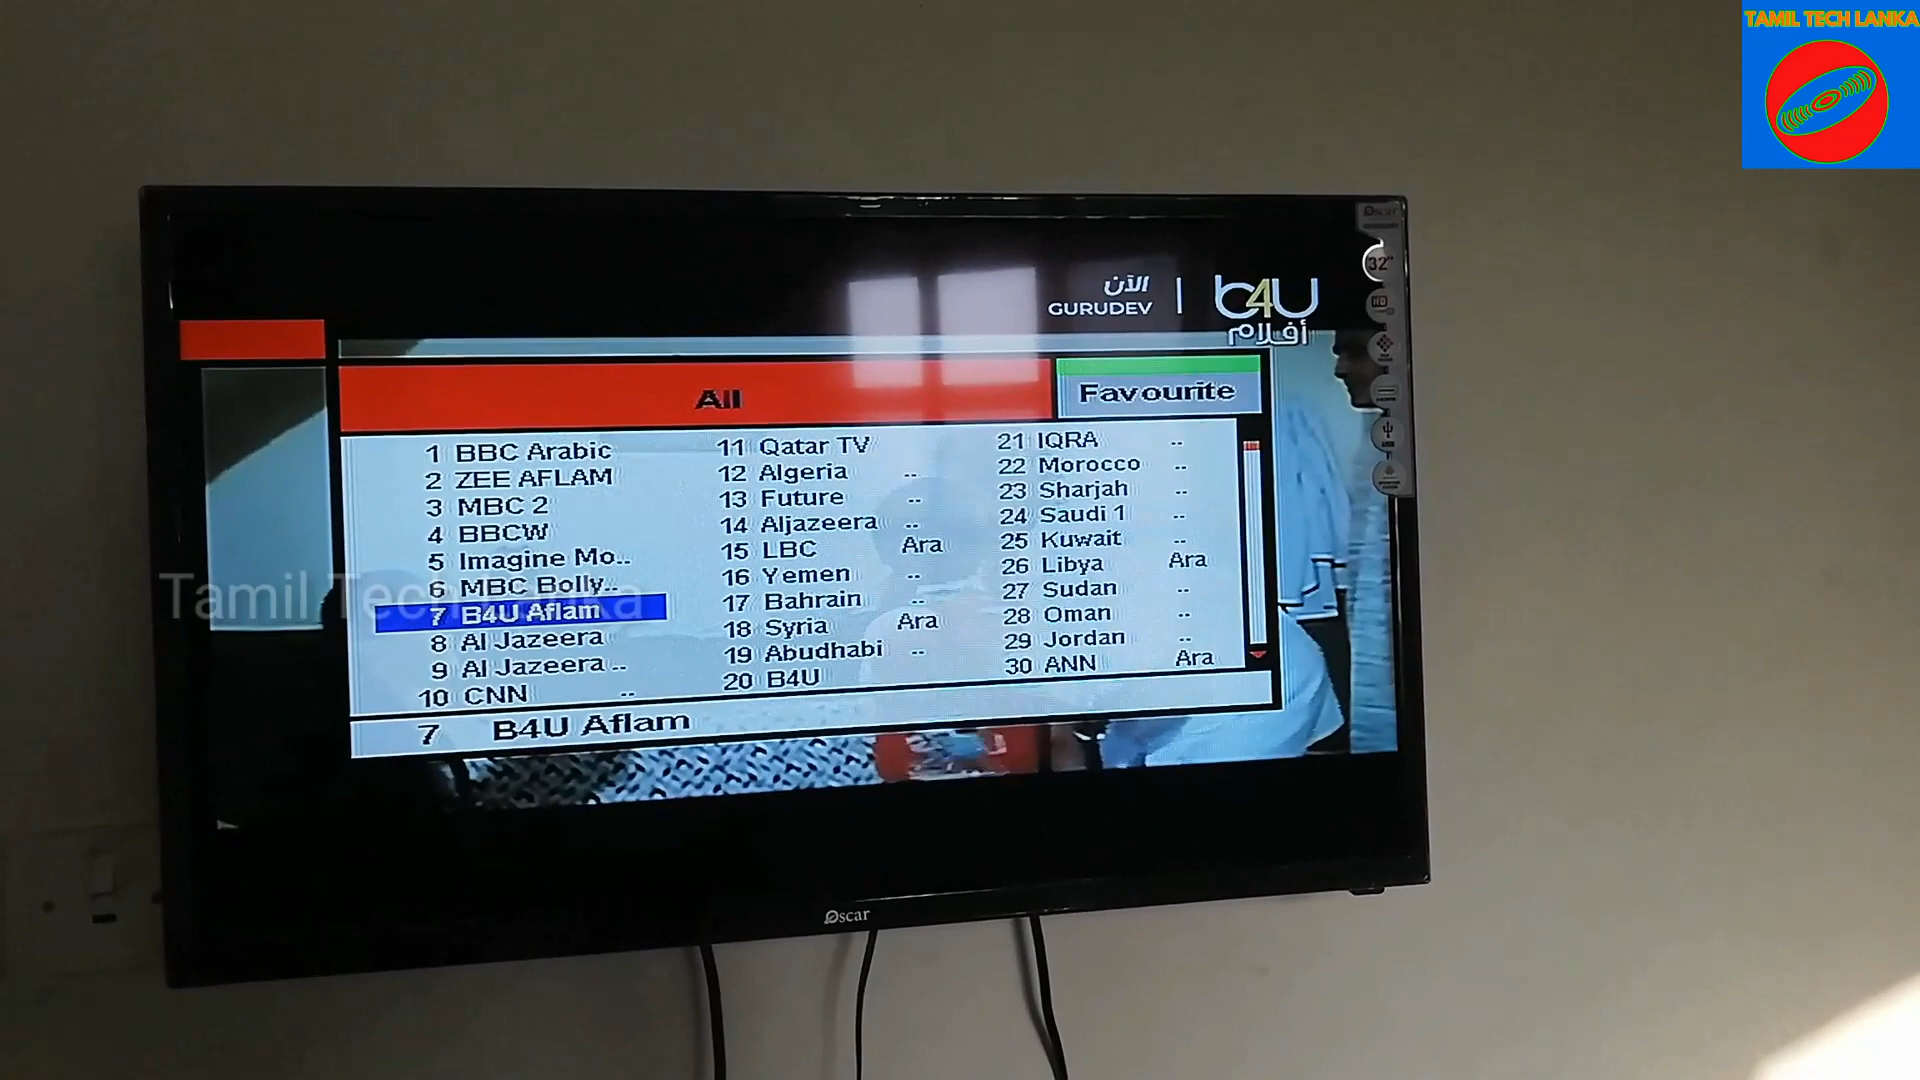 TAMIL TECH LANKA
Oscar
32"
HD
الآن
GURUDEV
b4U
أفلام
All
Favourite
1 BBC Arabic
2 ZEE AFLAM
3 MBC 2
4 BBCW
5 Imagine Mo..
6 MBC Bolly..
7 B4U Aflam
8 Al Jazeera
9 Al Jazeera ..
10 CNN --
11 Qatar TV
12 Algeria --
13 Future --
14 Aljazeera --
15 LBC Ara
16 Yemen --
17 Bahrain --
18 Syria Ara
19 Abudhabi --
20 B4U
21 IQRA --
22 Morocco --
23 Sharjah --
24 Saudi 1 --
25 Kuwait --
26 Libya Ara
27 Sudan --
28 Oman --
29 Jordan --
30 ANN Ara
7 B4U Aflam
Tamil Tech Lanka
Oscar